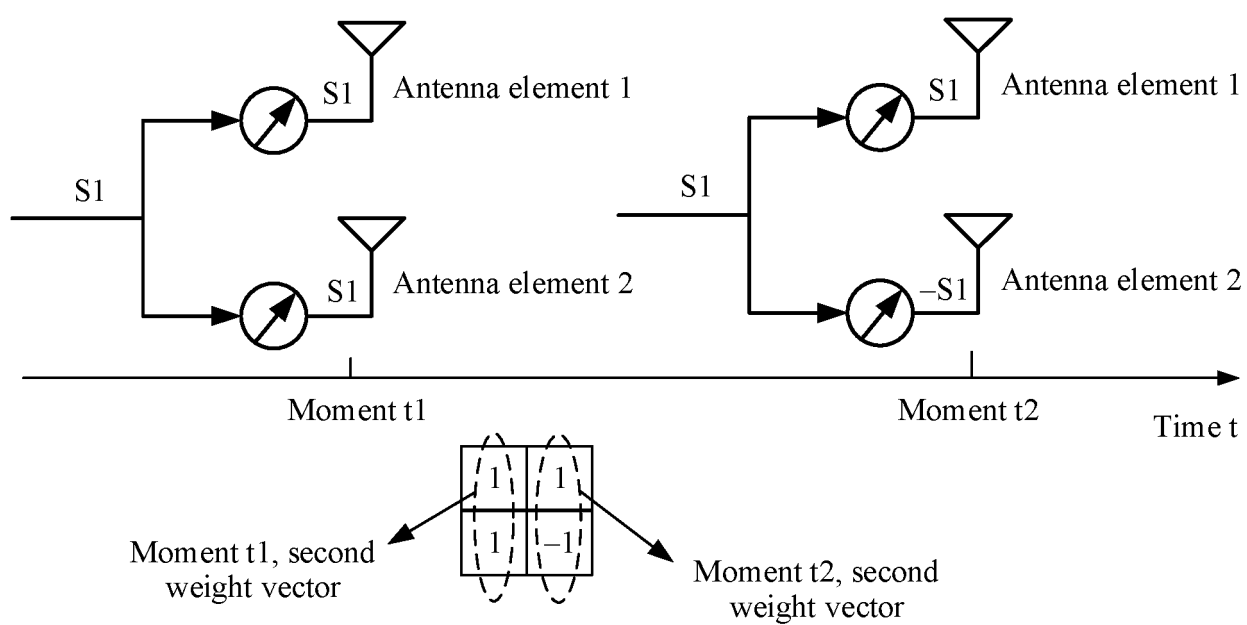 S1
S1
Antenna element 1
S1
Antenna element 2
S1
S1
Antenna element 1
–S1
Antenna element 2
Moment t1
Moment t2
Time t
1
1
1
–1
Moment t1, second
weight vector
Moment t2, second
weight vector